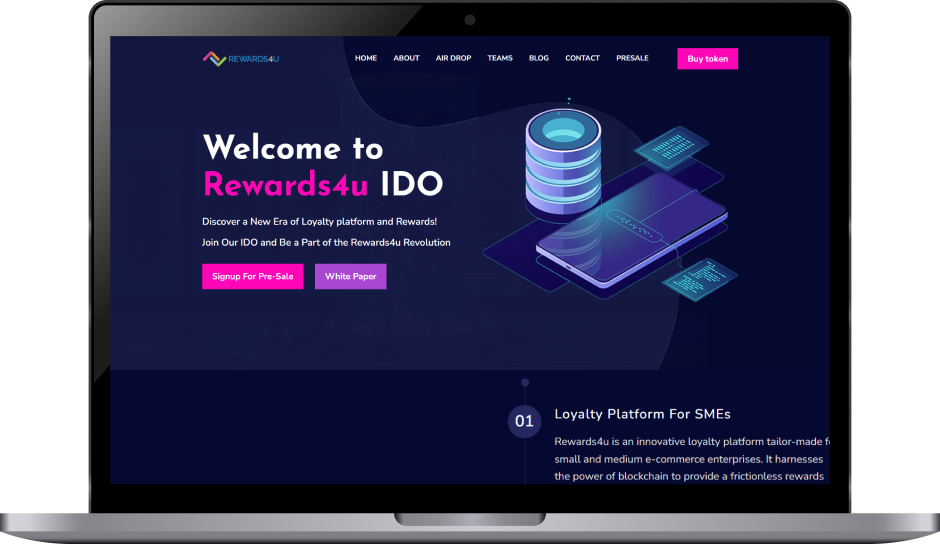 REWARDS4U
HOME ABOUT AIR DROP TEAMS BLOG CONTACT PRESALE Buy token
Welcome to
Rewards4u IDO
Discover a New Era of Loyalty platform and Rewards!
Join Our IDO and Be a Part of the Rewards4u Revolution
Signup For Pre-Sale White Paper
01 Loyalty Platform For SMEs
Rewards4u is an innovative loyalty platform tailor-made
small and medium e-commerce enterprises. It harnesses
the power of blockchain to provide a frictionless rewards